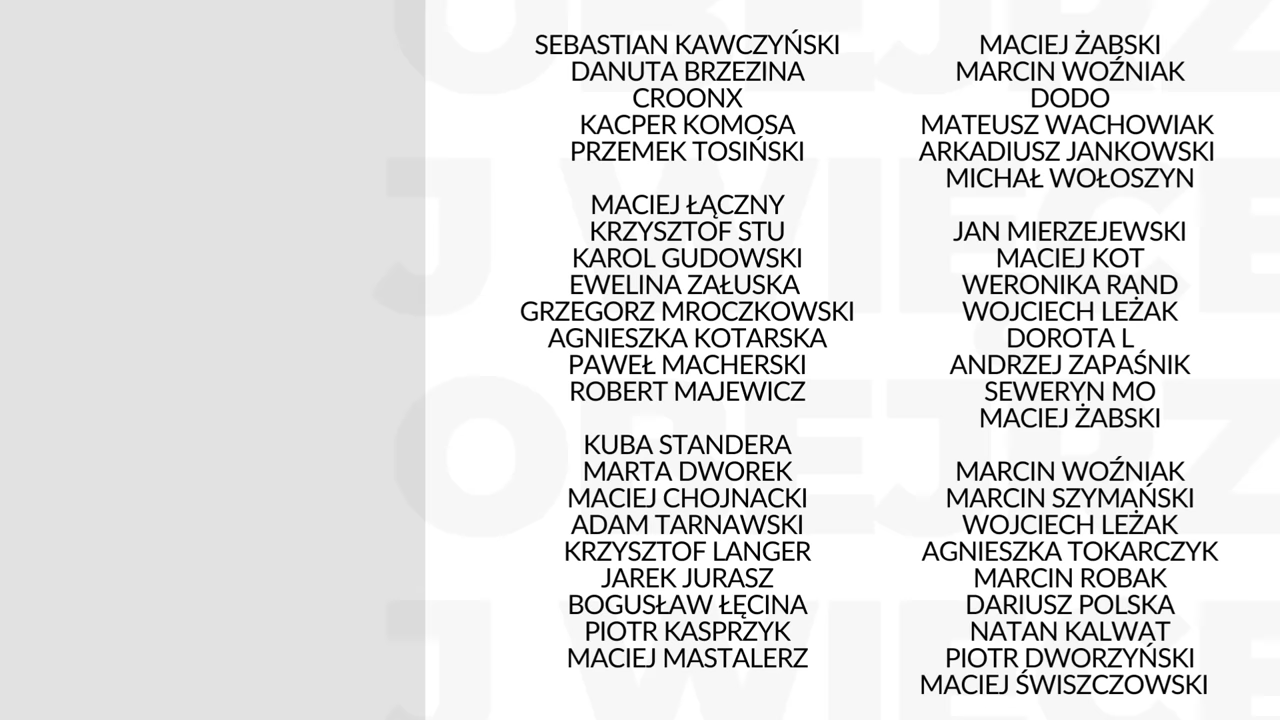 SEBASTIAN KAWCZYŃSKI
DANUTA BRZEZINA
CROONX
KACPER KOMOSA
PRZEMEK TOSIŃSKI
MACIEJ ŁĄCZNY
KRZYSZTOF STU
KAROL GUDOWSKI
EWELINA ZAŁUSKA
GRZEGORZ MROCZKOWSKI
AGNIESZKA KOTARSKA
PAWEŁ MACHERSKI
ROBERT MAJEWICZ
KUBA STANDERA
MARTA DWOREK
MACIEJ CHOJNACKI
ADAM TARNAWSKI
KRZYSZTOF LANGER
JAREK JURASZ
BOGUSŁAW ŁĘCINA
PIOTR KASPRZYK
MACIEJ MASTALERZ
MACIEJ ŻABSKI
MARCIN WOŹNIAK
DODO
MATEUSZ WACHOWIAK
ARKADIUSZ JANKOWSKI
MICHAŁ WOŁOSZYN
JAN MIERZEJEWSKI
MACIEJ KOT
WERONIKA RAND
WOJCIECH LEŻAK
DOROTA L
ANDRZEJ ZAPAŚNIK
SEWERYN MO
MACIEJ ŻABSKI
MARCIN WOŹNIAK
MARCIN SZYMAŃSKI
WOJCIECH LEŻAK
AGNIESZKA TOKARCZYK
MARCIN ROBAK
DARIUSZ POLSKA
NATAN KALWAT
PIOTR DWORZYŃSKI
MACIEJ ŚWISZCZOWSKI